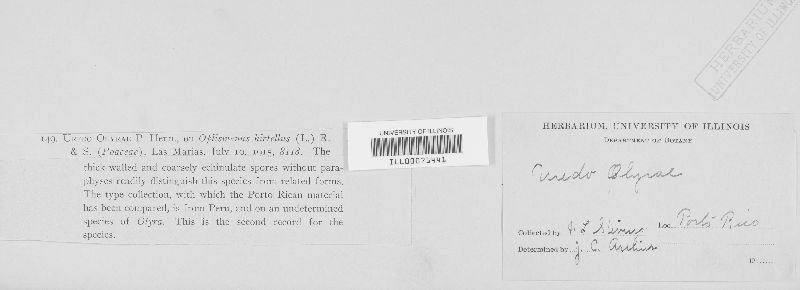 149. Uredo Olyrae P. Henn., on Oplismenus hirtellus (L.) R.
& S. (Poaceae), Las Marias, July 10, 1915, 8118. The
thick-walled and coarsely echinulate spores without para-
physes readily distinguish this species from related forms.
The type collection, with which the Porto Rican material
has been compared, is from Peru, and on an undetermined
species of Olyra. This is the second record for the
species.
UNIVERSITY OF ILLINOIS
HERBARIUM
UNIVERSITY OF ILLINOIS
HERBARIUM, UNIVERSITY OF ILLINOIS
Department of Botany
Uredo Olyrae
Collected by F. L. Stevens Loc. Porto Rico
Determined by J. C. Arthur
19